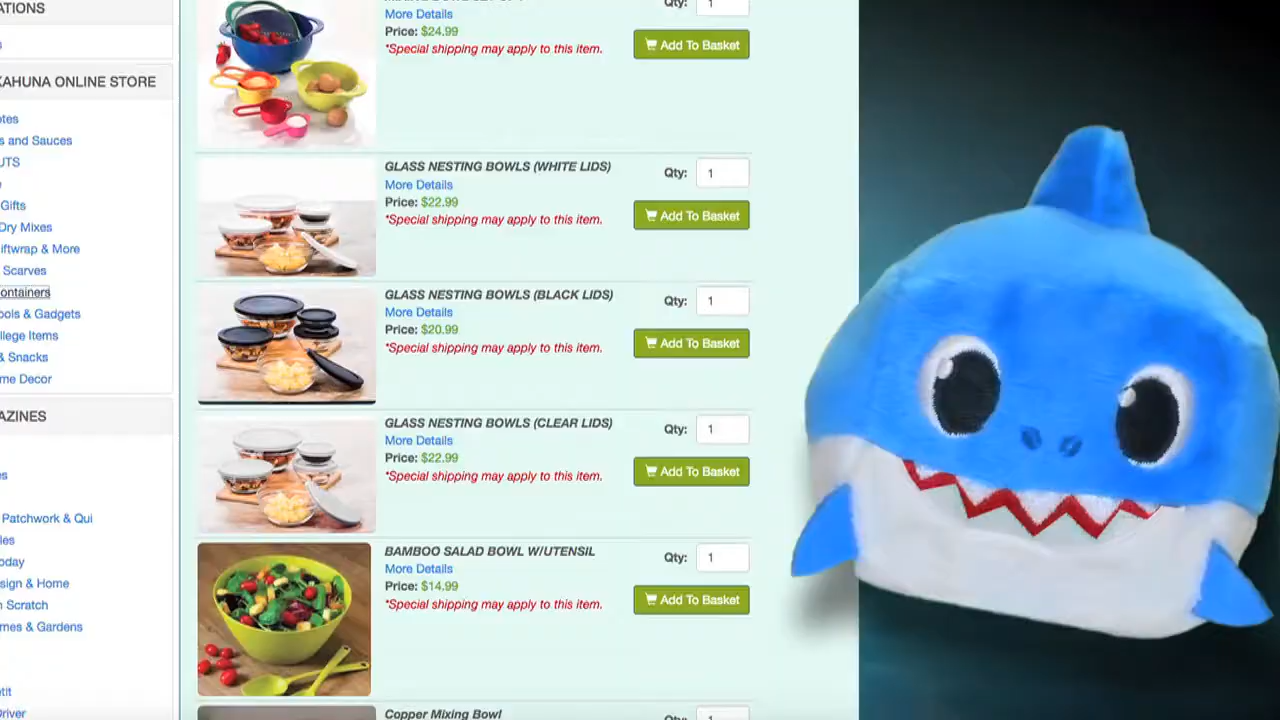 ATIONS
KAHUNA ONLINE STORE
otes
s and Sauces
UTS
Gifts
Dry Mixes
iftwrap & More
Scarves
ontainers
ools & Gadgets
llege Items
& Snacks
me Decor
AZINES
es
Patchwork & Qui
les
oday
sign & Home
n Scratch
mes & Gardens
tit
Driver
More Details
Qty: 1
Price: $24.99
*Special shipping may apply to this item.
Add To Basket
GLASS NESTING BOWLS (WHITE LIDS)
Qty: 1
More Details
Price: $22.99
*Special shipping may apply to this item.
Add To Basket
GLASS NESTING BOWLS (BLACK LIDS)
Qty: 1
More Details
Price: $20.99
*Special shipping may apply to this item.
Add To Basket
GLASS NESTING BOWLS (CLEAR LIDS)
Qty: 1
More Details
Price: $22.99
*Special shipping may apply to this item.
Add To Basket
BAMBOO SALAD BOWL W/UTENSIL
Qty: 1
More Details
Price: $14.99
*Special shipping may apply to this item.
Add To Basket
Copper Mixing Bowl
Qty: 1